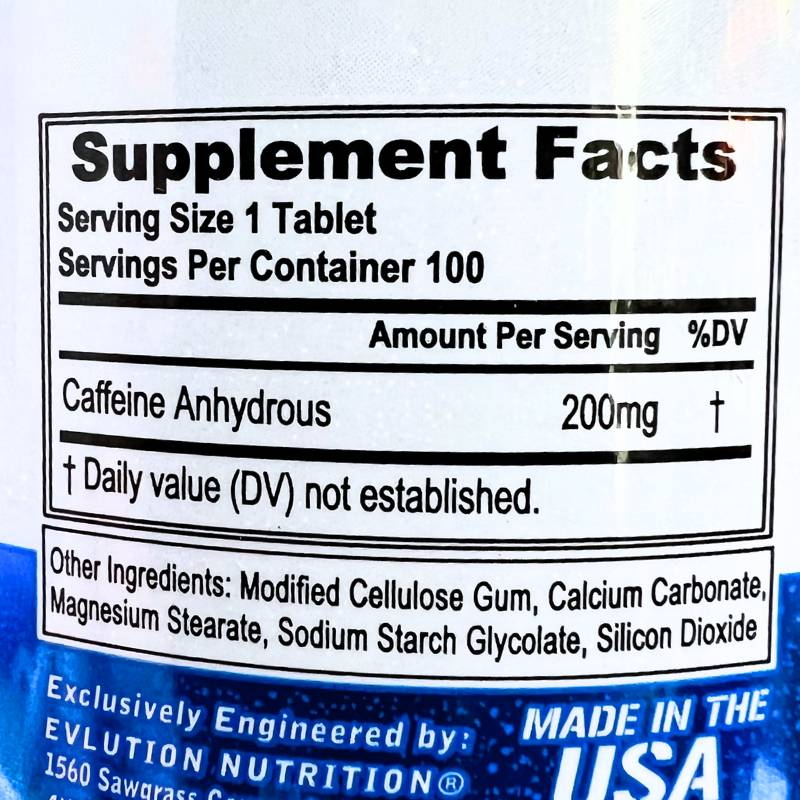 Supplement Facts
Serving Size 1 Tablet
Servings Per Container 100
Amount Per Serving %DV
Caffeine Anhydrous 200mg †
† Daily value (DV) not established.
Other Ingredients: Modified Cellulose Gum, Calcium Carbonate,
Magnesium Stearate, Sodium Starch Glycolate, Silicon Dioxide
Exclusively Engineered by:
EVLUTION NUTRITION®
1560 Sawgrass
MADE IN THE
USA